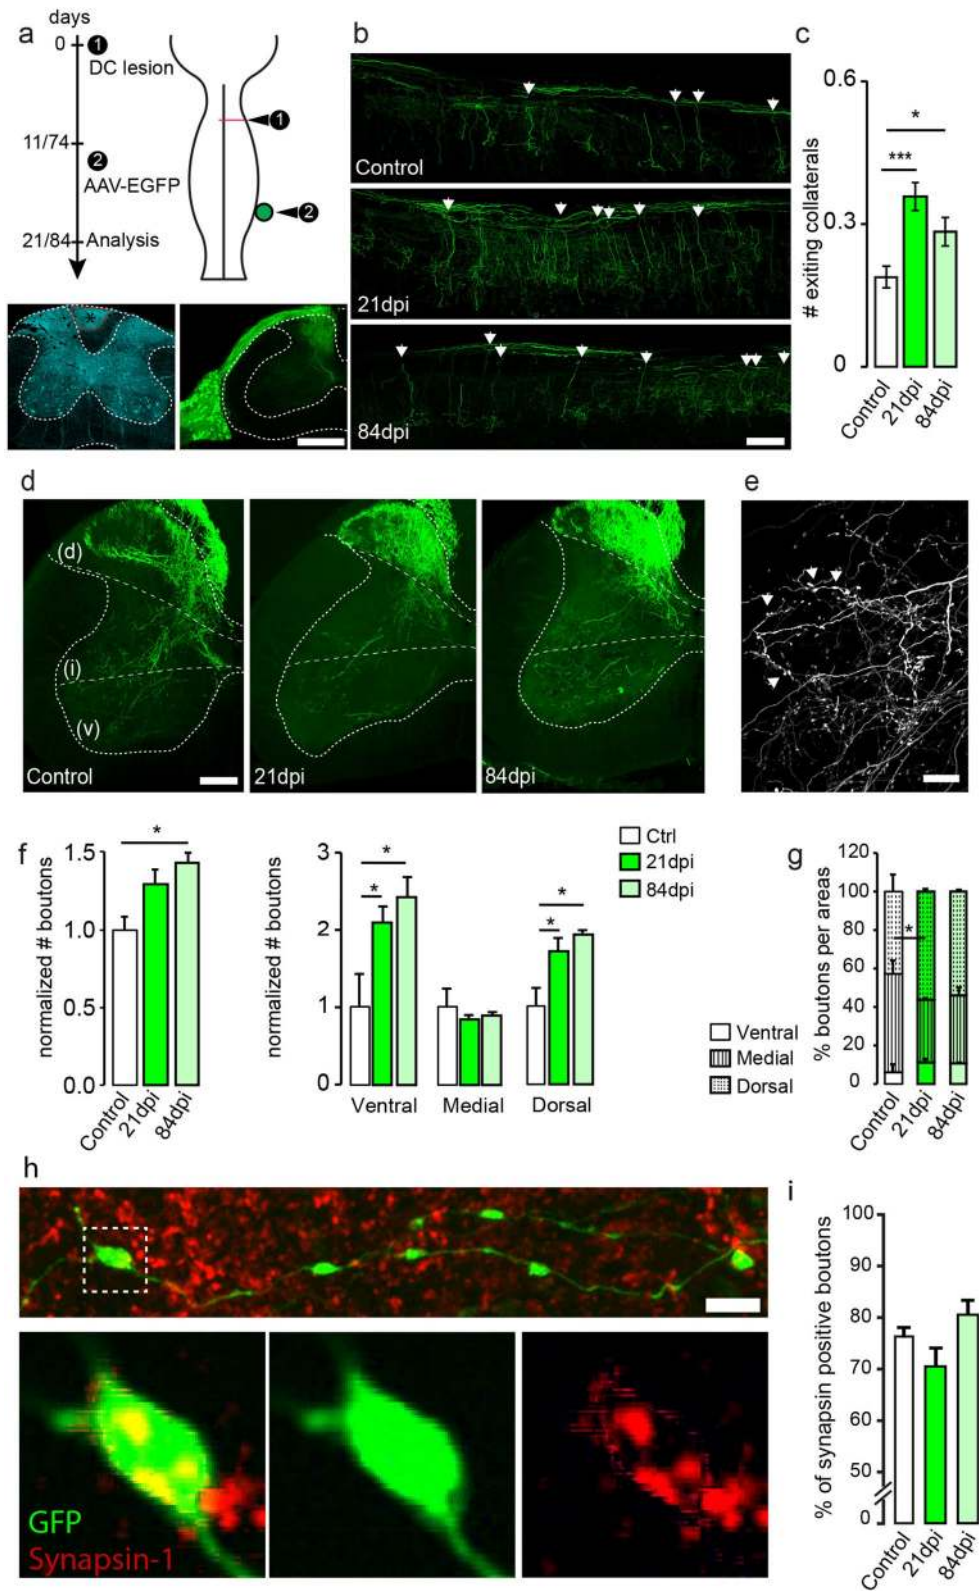 a
days
0
1
DC lesion
11/74
2
AAV-EGFP
21/84
Analysis
1
2
*
b
Control
21dpi
84dpi
c
# exiting collaterals
0.6
0.3
0
*
***
Control
21dpi
84dpi
d
(d)
(i)
(v)
Control
21dpi
84dpi
e
f
normalized # boutons
1.5
1.0
0.5
0.0
*
Control
21dpi
84dpi
normalized # boutons
3
2
1
0
*
*
*
*
Ventral
Medial
Dorsal
Ctrl
21dpi
84dpi
g
% boutons per areas
120
100
80
60
40
20
0
*
Control
21dpi
84dpi
Ventral
Medial
Dorsal
h
GFP
Synapsin-1
i
% of synapsin positive boutons
100
90
80
70
60
50
0
Control
21dpi
84dpi